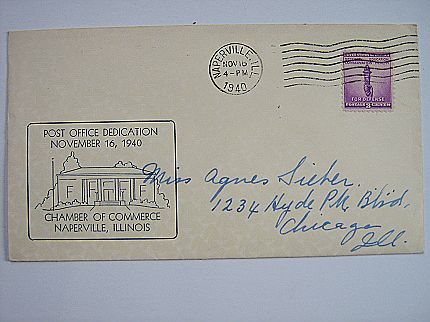 NAPERVILLE, ILL.
NOV 16
4-PM
1940
FOR DEFENSE
POST OFFICE DEDICATION
NOVEMBER 16, 1940
CHAMBER OF COMMERCE
NAPERVILLE, ILLINOIS
Miss Agnes Sieber.
1234 Hyde Pk. Blvd,
Chicago
Ill.